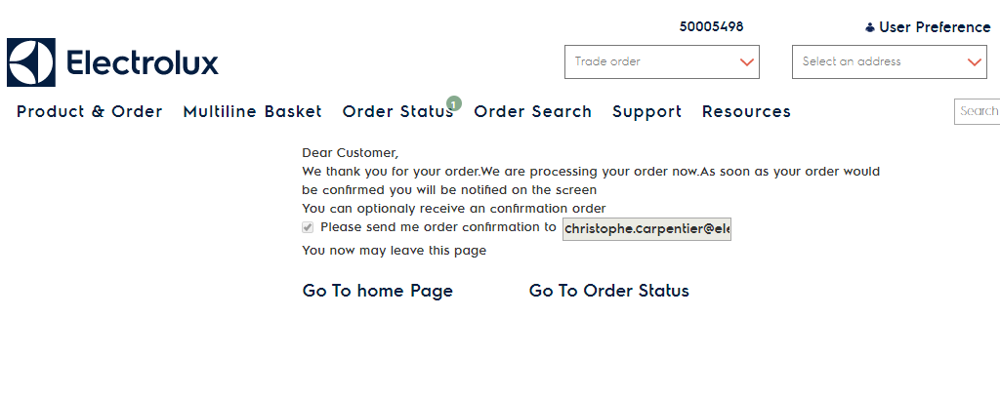 50005498
User Preference
Electrolux
Trade order
Select an address
Product & Order
Multiline Basket
Order Status
1
Order Search
Support
Resources
Search
Dear Customer,
We thank you for your order.We are processing your order now.As soon as your order would
be confirmed you will be notified on the screen
You can optionaly receive an confirmation order
Please send me order confirmation to christophe.carpentier@ele
You now may leave this page
Go To home Page
Go To Order Status